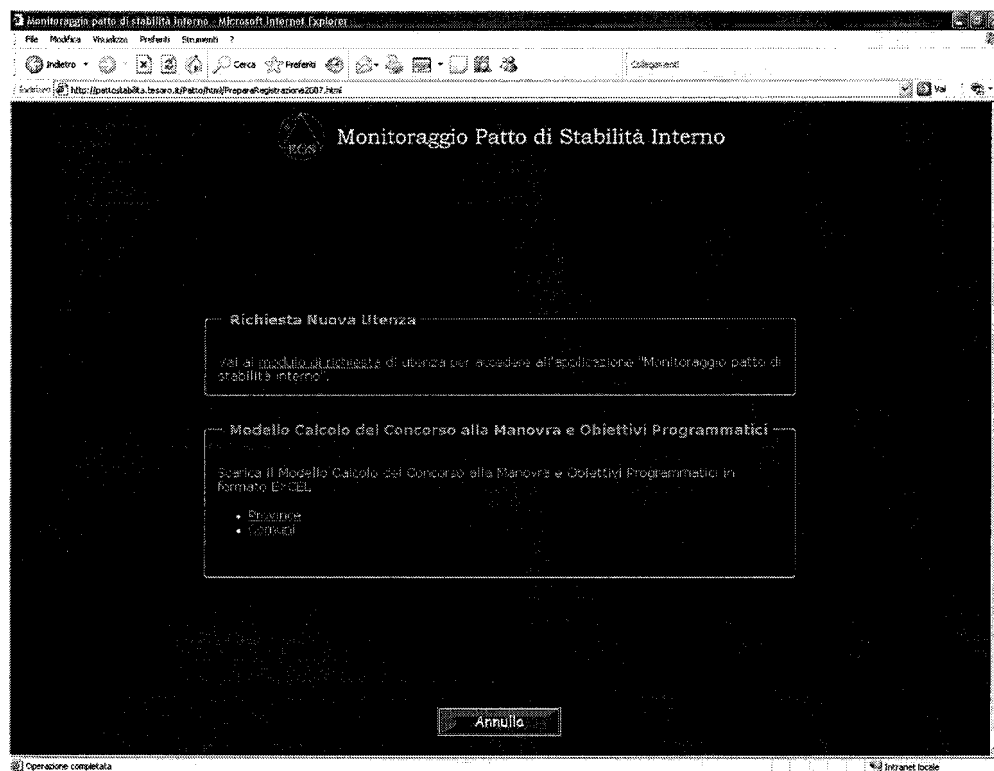 Monitoraggio patto di stabilità interno - Microsoft Internet Explorer
File Modifica Visualizza Preferiti Strumenti ?
Indietro Cerca Preferiti Collegamenti
Indirizzo http://pattostabilita.tesoro.it/Patto/html/PreparaRegistrazione2007.html Vai
RGS Monitoraggio Patto di Stabilità Interno
Richiesta Nuova Utenza
Vai al modulo di richiesta di utenza per accedere all'applicazione "Monitoraggio patto di
stabilità interno".
Modello Calcolo del Concorso alla Manovra e Obiettivi Programmatici
Scarica il Modello Calcolo del Concorso alla Manovra e Obiettivi Programmatici in
formato EXCEL
• Province
• Comuni
Annulla
Operazione completata Intranet locale